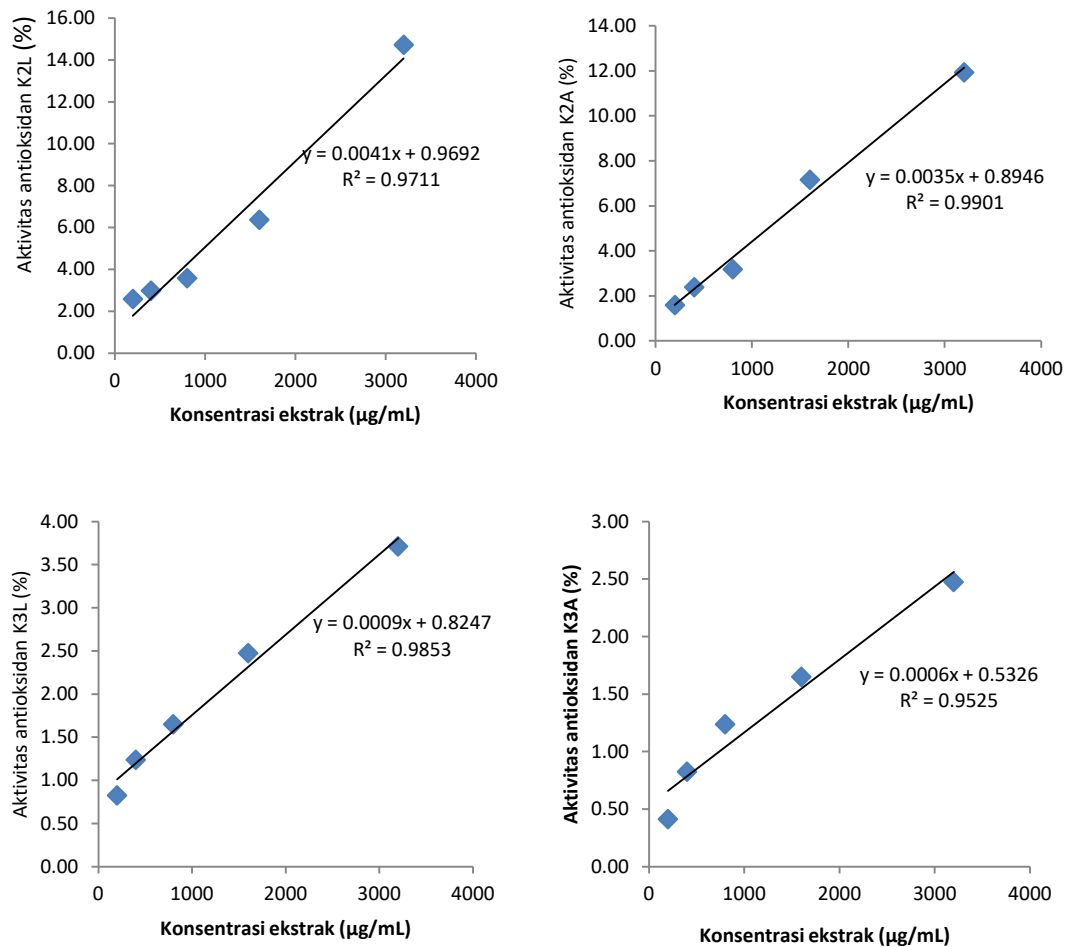 Aktivitas antioksidan K2L (%)
16.00
14.00
12.00
10.00
8.00
6.00
4.00
2.00
0.00
y = 0.0041x + 0.9692
R² = 0.9711
0 1000 2000 3000 4000
Konsentrasi ekstrak (µg/mL)
Aktivitas antioksidan K2A (%)
14.00
12.00
10.00
8.00
6.00
4.00
2.00
0.00
y = 0.0035x + 0.8946
R² = 0.9901
0 1000 2000 3000 4000
Konsentrasi ekstrak (µg/mL)
Aktivitas antioksidan K3L (%)
4.00
3.50
3.00
2.50
2.00
1.50
1.00
0.50
0.00
y = 0.0009x + 0.8247
R² = 0.9853
0 1000 2000 3000 4000
Konsentrasi ekstrak (µg/mL)
Aktivitas antioksidan K3A (%)
3.00
2.50
2.00
1.50
1.00
0.50
0.00
y = 0.0006x + 0.5326
R² = 0.9525
0 1000 2000 3000 4000
Konsentrasi ekstrak (µg/mL)